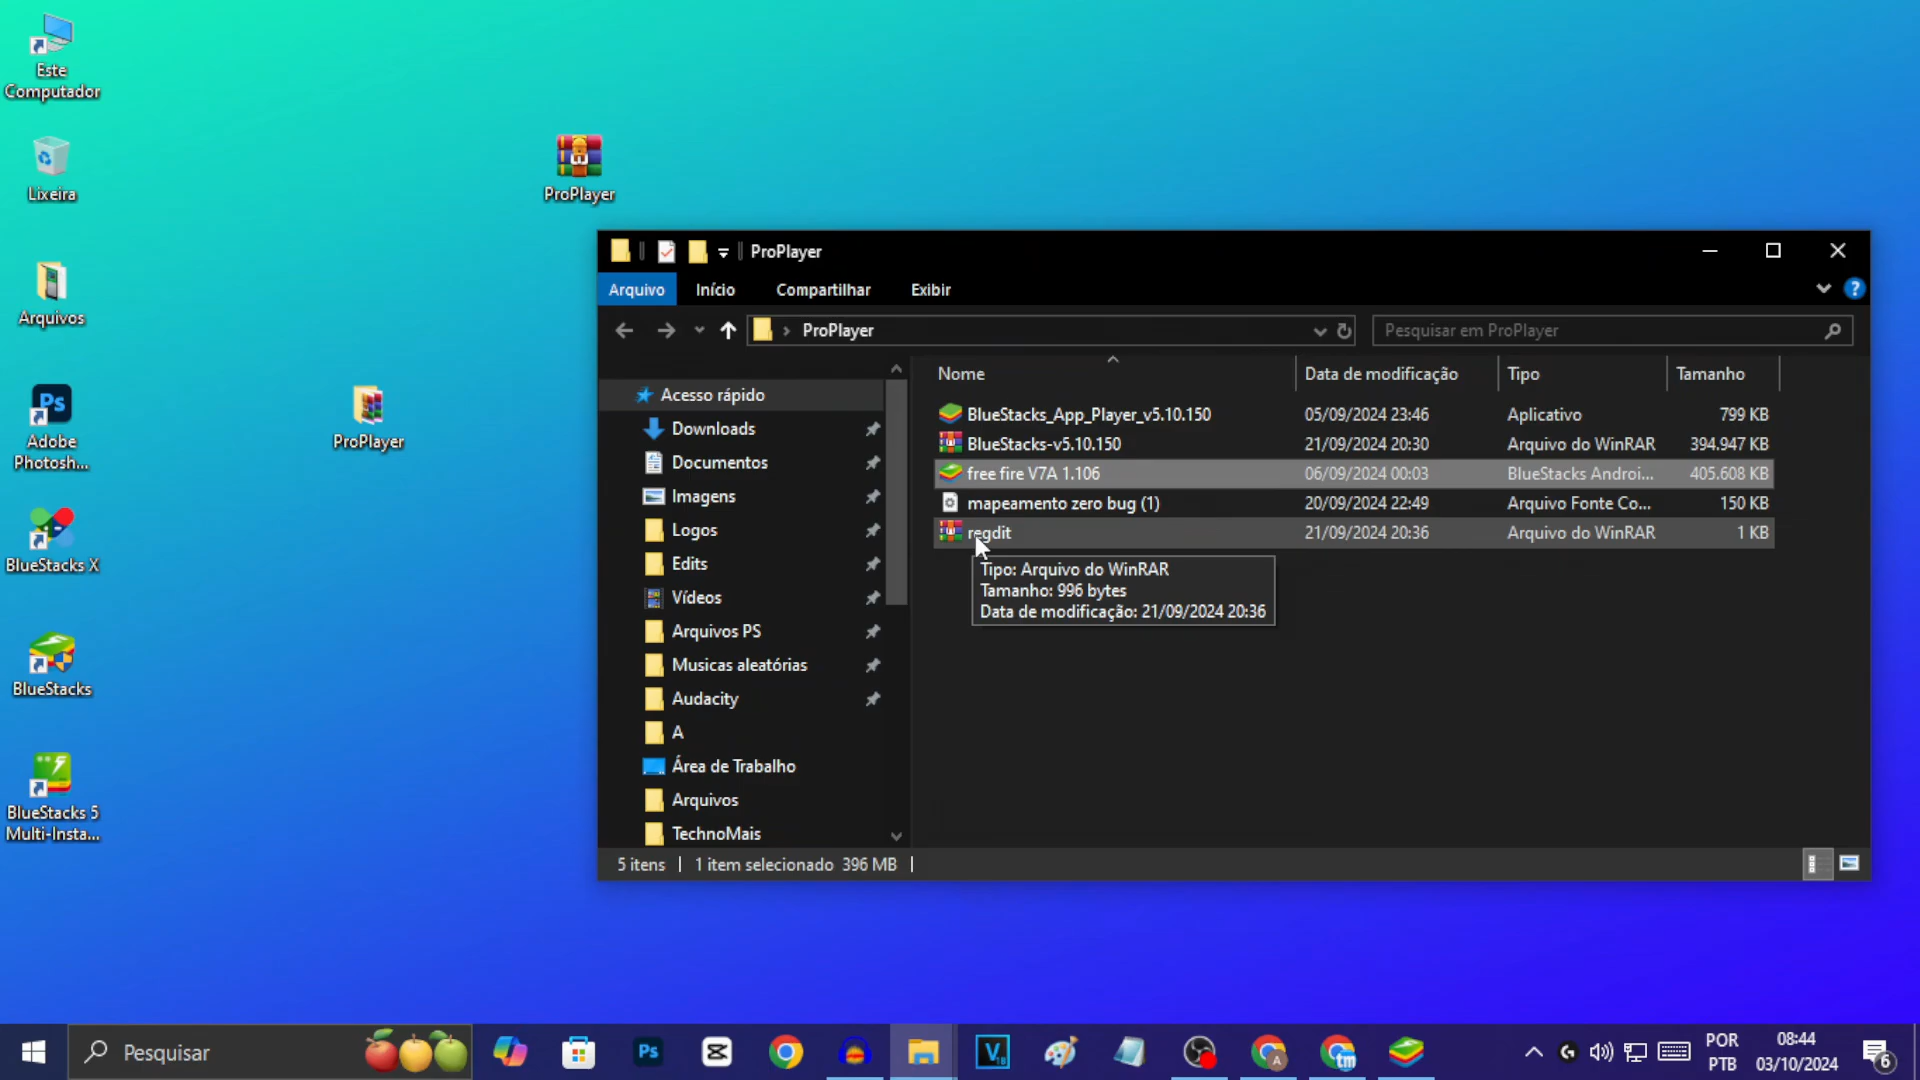 Este
Computador
Lixeira
Arquivos
Ps
Adobe
Photosh...
BlueStacks X
BlueStacks
BlueStacks 5
Multi-Insta...
ProPlayer
ProPlayer
ProPlayer
Arquivo Início Compartilhar Exibir
ProPlayer
Pesquisar em ProPlayer
Acesso rápido
Downloads
Documentos
Imagens
Logos
Edits
Vídeos
Arquivos PS
Musicas aleatórias
Audacity
A
Área de Trabalho
Arquivos
TechnoMais
Nome Data de modificação Tipo Tamanho
BlueStacks_App_Player_v5.10.150 05/09/2024 23:46 Aplicativo 799 KB
BlueStacks-v5.10.150 21/09/2024 20:30 Arquivo do WinRAR 394.947 KB
free fire V7A 1.106 06/09/2024 00:03 BlueStacks Androi... 405.608 KB
mapeamento zero bug (1) 20/09/2024 22:49 Arquivo Fonte Co... 150 KB
regdit 21/09/2024 20:36 Arquivo do WinRAR 1 KB
Tipo: Arquivo do WinRAR
Tamanho: 996 bytes
Data de modificação: 21/09/2024 20:36
5 itens 1 item selecionado 396 MB
Pesquisar
Ps
V
18
A
tm
POR
PTB
08:44
03/10/2024
6